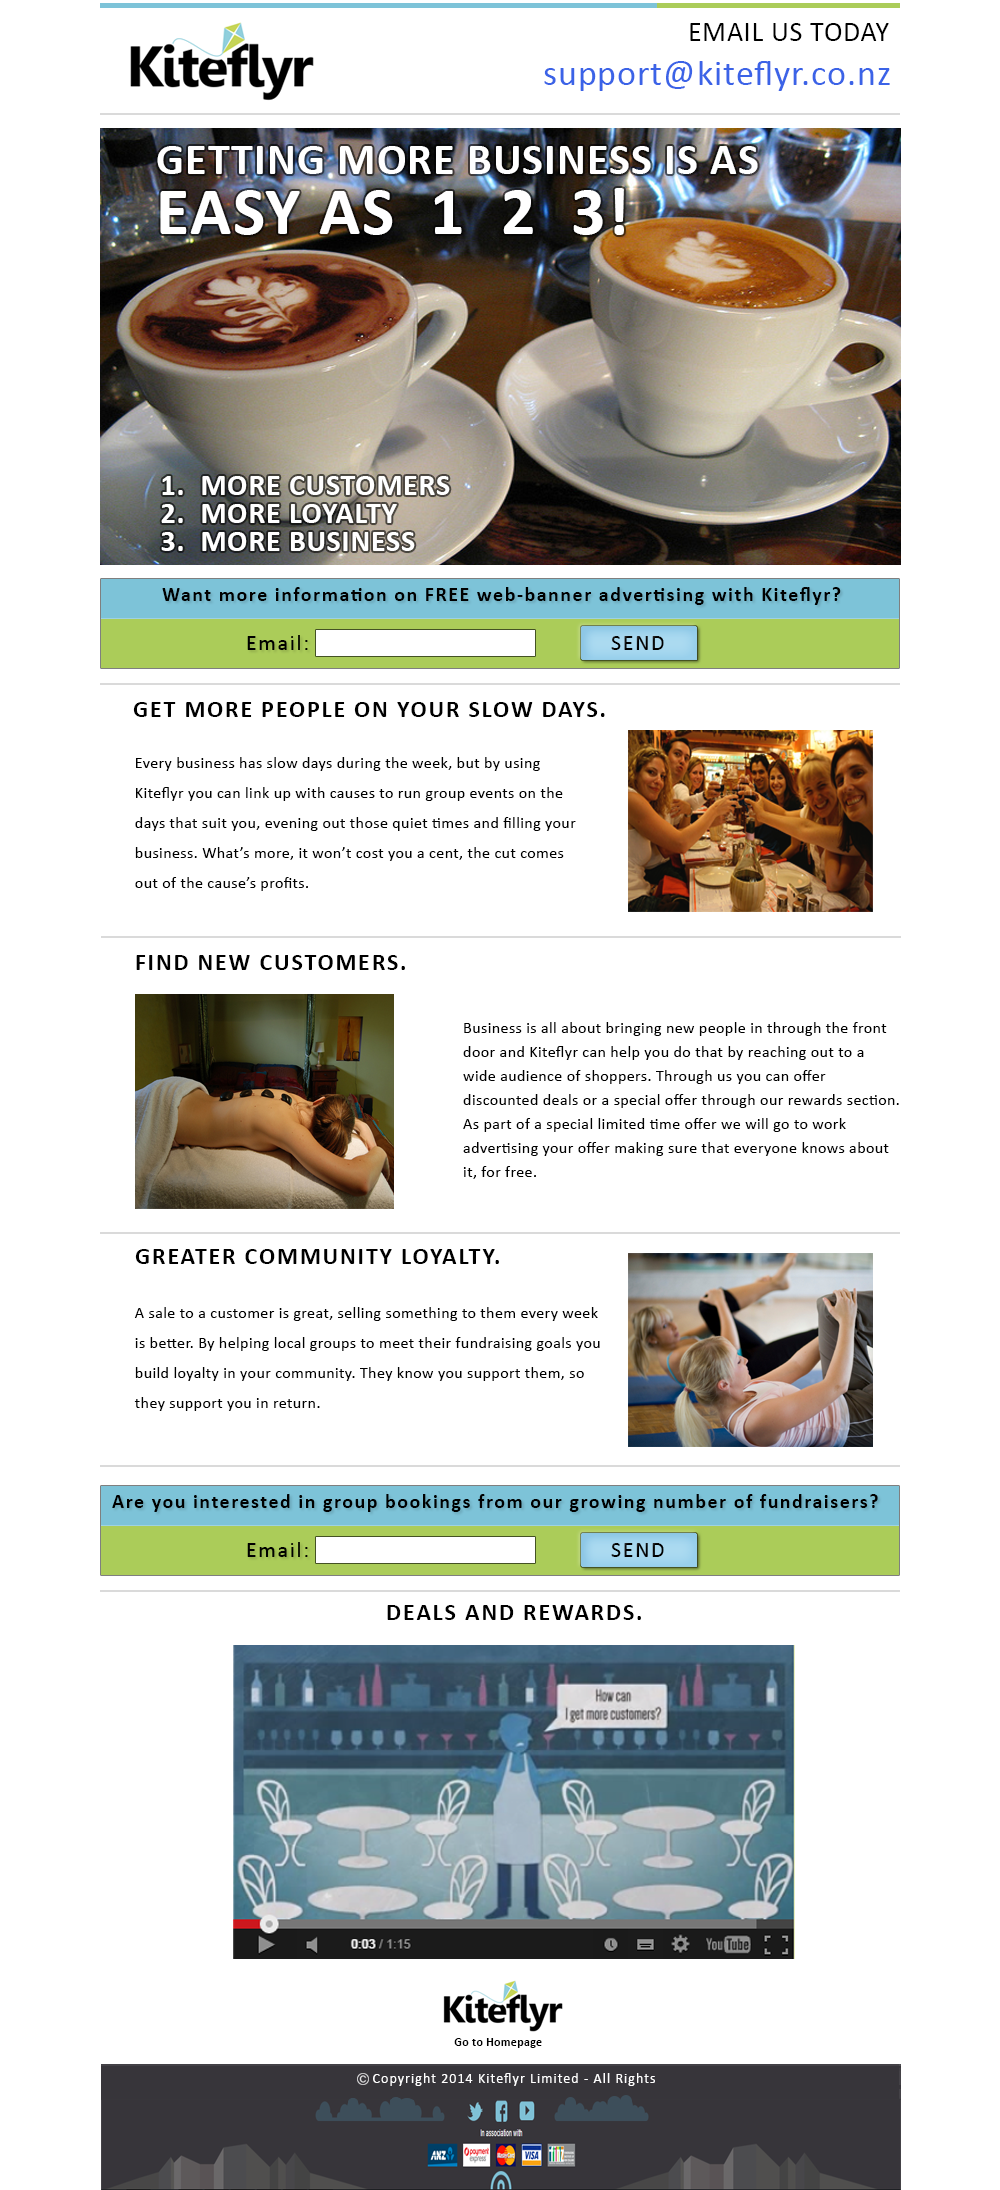 Kiteflyr
EMAIL US TODAY
support@kiteflyr.co.nz
GETTING MORE BUSINESS IS AS
EASY AS 1 2 3!
1. MORE CUSTOMERS
2. MORE LOYALTY
3. MORE BUSINESS
Want more information on FREE web-banner advertising with Kiteflyr?
Email:
SEND
GET MORE PEOPLE ON YOUR SLOW DAYS.
Every business has slow days during the week, but by using
Kiteflyr you can link up with causes to run group events on the
days that suit you, evening out those quiet times and filling your
business. What's more, it won't cost you a cent, the cut comes
out of the cause's profits.
FIND NEW CUSTOMERS.
Business is all about bringing new people in through the front
door and Kiteflyr can help you do that by reaching out to a
wide audience of shoppers. Through us you can offer
discounted deals or a special offer through our rewards section.
As part of a special limited time offer we will go to work
advertising your offer making sure that everyone knows about
it, for free.
GREATER COMMUNITY LOYALTY.
A sale to a customer is great, selling something to them every week
is better. By helping local groups to meet their fundraising goals you
build loyalty in your community. They know you support them, so
they support you in return.
Are you interested in group bookings from our growing number of fundraisers?
Email:
SEND
DEALS AND REWARDS.
How can
I get more customers?
0:03 / 1:15
YouTube
Kiteflyr
Go to Homepage
© Copyright 2014 Kiteflyr Limited - All Rights
In association with
ANZ
payment express
MasterCard
VISA